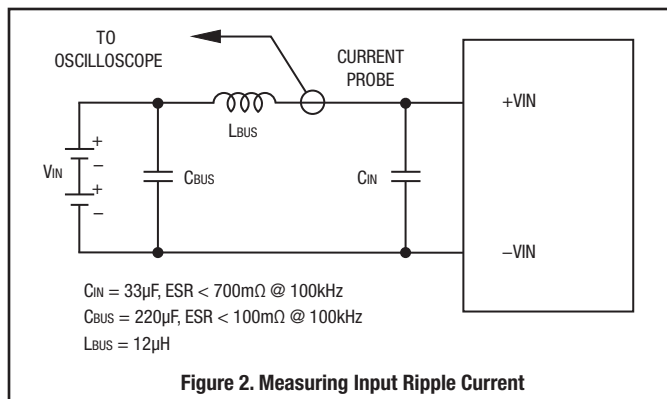 TO
OSCILLOSCOPE
CURRENT
PROBE
+VIN
LBUS
+
−
+
−
VIN
CBUS
CIN
−VIN
CIN = 33µF, ESR < 700mΩ @ 100kHz
CBUS = 220µF, ESR < 100mΩ @ 100kHz
LBUS = 12µH
Figure 2. Measuring Input Ripple Current